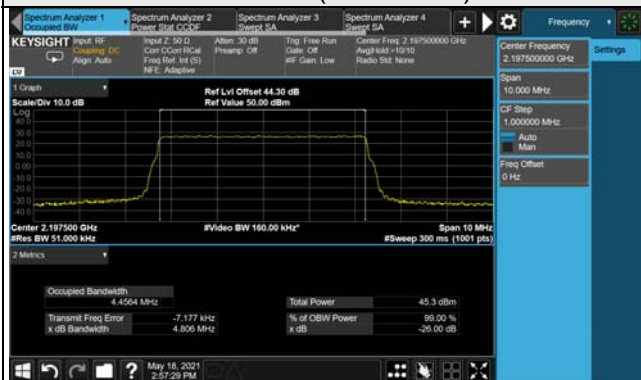 Spectrum Analyzer 1
Occupied BW
Spectrum Analyzer 2
Power Stat CCDF
Spectrum Analyzer 3
Swept SA
Spectrum Analyzer 4
Swept SA
Frequency
KEYSIGHT
Input: RF
Coupling: DC
Align: Auto
Input Z: 50 Ω
Corr CCorr RCal
Freq Ref: Int (S)
NFE: Adaptive
Atten: 30 dB
Preamp: Off
Trig: Free Run
Gate: Off
#IF Gain: Low
Center Freq: 2.197500000 GHz
Avg|Hold:>10/10
Radio Std: None
Center Frequency
2.197500000 GHz
Settings
Span
10.000 MHz
CF Step
1.000000 MHz
Auto
Man
Freq Offset
0 Hz
1 Graph
Scale/Div 10.0 dB
Ref Lvl Offset 44.30 dB
Ref Value 50.00 dBm
Log
40.0
30.0
20.0
10.0
0.00
-10.0
-20.0
-30.0
-40.0
Center 2.197500 GHz
#Res BW 51.000 kHz
#Video BW 160.00 kHz*
Span 10 MHz
#Sweep 300 ms (1001 pts)
2 Metrics
Occupied Bandwidth
4.4564 MHz
Total Power 45.3 dBm
Transmit Freq Error -7.177 kHz
% of OBW Power 99.00 %
x dB Bandwidth 4.806 MHz
x dB -26.00 dB
May 18, 2021
2:57:29 PM